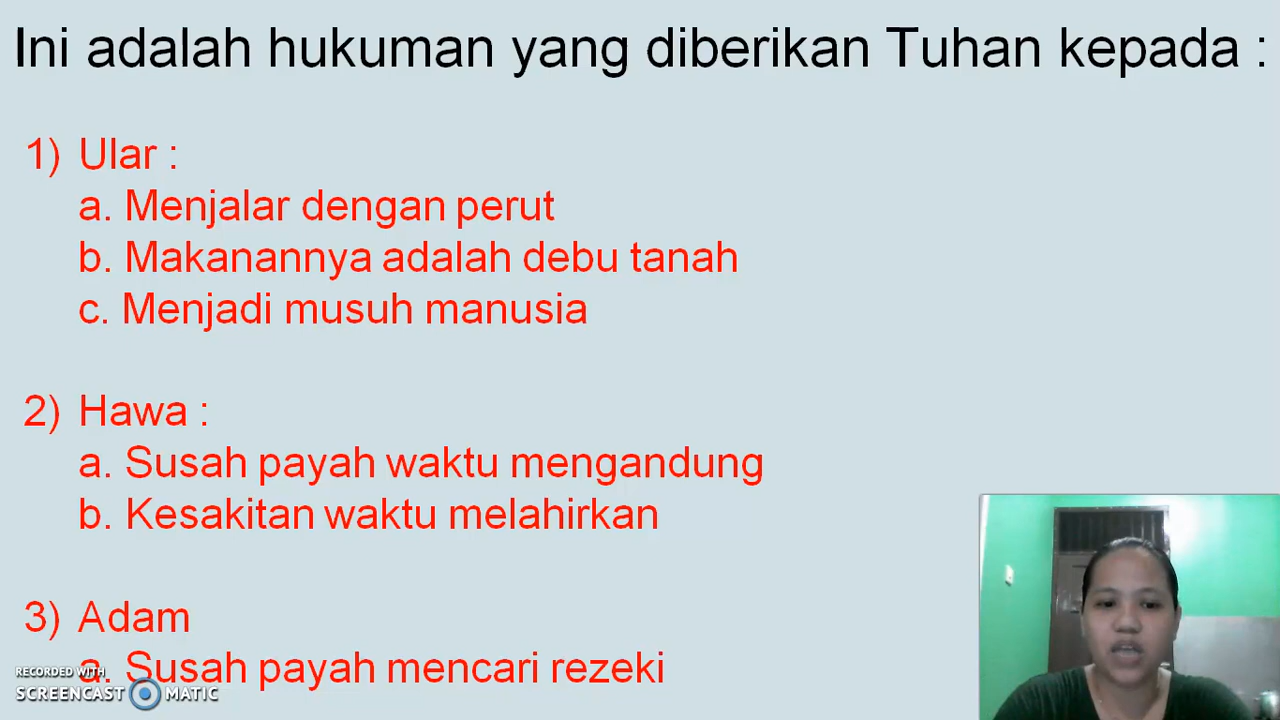 Ini adalah hukuman yang diberikan Tuhan kepada :
1) Ular :
a. Menjalar dengan perut
b. Makanannya adalah debu tanah
c. Menjadi musuh manusia
2) Hawa :
a. Susah payah waktu mengandung
b. Kesakitan waktu melahirkan
3) Adam
a. Susah payah mencari rezeki
RECORDED WITH
SCREENCAST MATIC